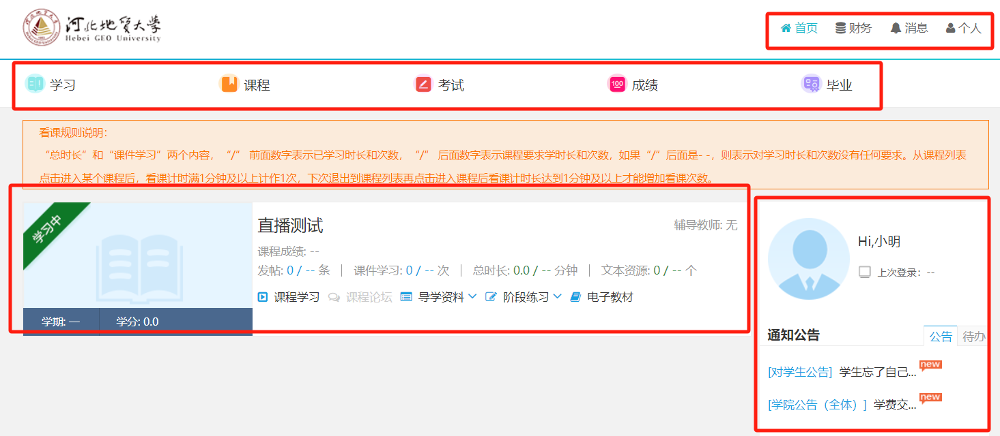 河北地质大学
Hebei GEO University
首页 财务 消息 个人
学习 课程 考试 100 成绩 毕业
看课规则说明：
“总时长”和“课件学习”两个内容， “/” 前面数字表示已学习时长和次数， “/” 后面数字表示课程要求学时长和次数，如果“/”后面是- -，则表示对学习时长和次数没有任何要求。从课程列表
点击进入某个课程后，看课计时满1分钟及以上计作1次，下次退出到课程列表再点击进入课程后看课计时长达到1分钟及以上才能增加看课次数。
学习中
直播测试 辅导教师: 无
课程成绩: --
发帖: 0 / -- 条 | 课件学习: 0 / -- 次 | 总时长: 0.0 / -- 分钟 | 文本资源: 0 / -- 个
课程学习 课程论坛 导学资料 阶段练习 电子教材
学期: — 学分: 0.0
Hi,小明
上次登录： --
通知公告 公告 待办
[对学生公告] 学生忘了自己... new
[学院公告（全体）] 学费交... new